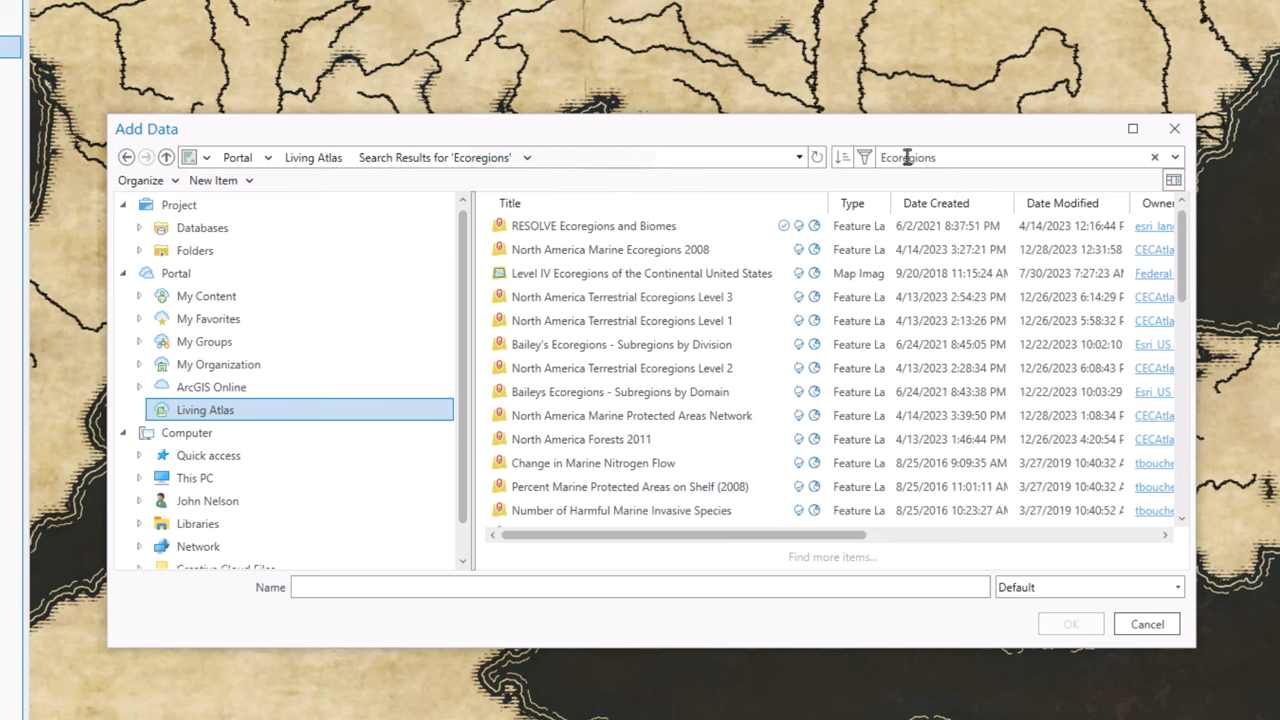 Add Data
Portal Living Atlas Search Results for 'Ecoregions' Ecoregions
Organize New Item
Project
Databases
Folders
Portal
My Content
My Favorites
My Groups
My Organization
ArcGIS Online
Living Atlas
Computer
Quick access
This PC
John Nelson
Libraries
Network
Creative Cloud Files
Title Type Date Created Date Modified Owner
RESOLVE Ecoregions and Biomes Feature La 6/2/2021 8:37:51 PM 4/14/2023 12:16:44 P esri_lan
North America Marine Ecoregions 2008 Feature La 4/14/2023 3:27:21 PM 12/28/2023 12:31:58 CECAtla
Level IV Ecoregions of the Continental United States Map Imag 9/20/2018 11:15:24 AM 7/30/2023 7:27:23 AM Federal_
North America Terrestrial Ecoregions Level 3 Feature La 4/13/2023 2:54:23 PM 12/26/2023 6:14:29 P CECAtla
North America Terrestrial Ecoregions Level 1 Feature La 4/13/2023 2:13:26 PM 12/26/2023 5:58:32 P CECAtla
Bailey's Ecoregions - Subregions by Division Feature La 6/24/2021 8:45:05 PM 12/22/2023 10:02:10 Esri_US_
North America Terrestrial Ecoregions Level 2 Feature La 4/13/2023 2:28:34 PM 12/26/2023 6:08:43 P CECAtla
Baileys Ecoregions - Subregions by Domain Feature La 6/24/2021 8:43:38 PM 12/22/2023 10:03:29 Esri_US_
North America Marine Protected Areas Network Feature La 4/14/2023 3:39:50 PM 12/28/2023 1:08:34 P CECAtla
North America Forests 2011 Feature La 4/13/2023 1:46:44 PM 12/26/2023 4:20:54 P CECAtla
Change in Marine Nitrogen Flow Feature La 8/25/2016 9:09:35 AM 3/27/2019 10:40:32 A tbouche
Percent Marine Protected Areas on Shelf (2008) Feature La 8/25/2016 11:01:11 AM 3/27/2019 10:40:32 A tbouche
Number of Harmful Marine Invasive Species Feature La 8/25/2016 10:23:27 AM 3/27/2019 10:40:52 A tbouche
Find more items...
Name Default
OK Cancel